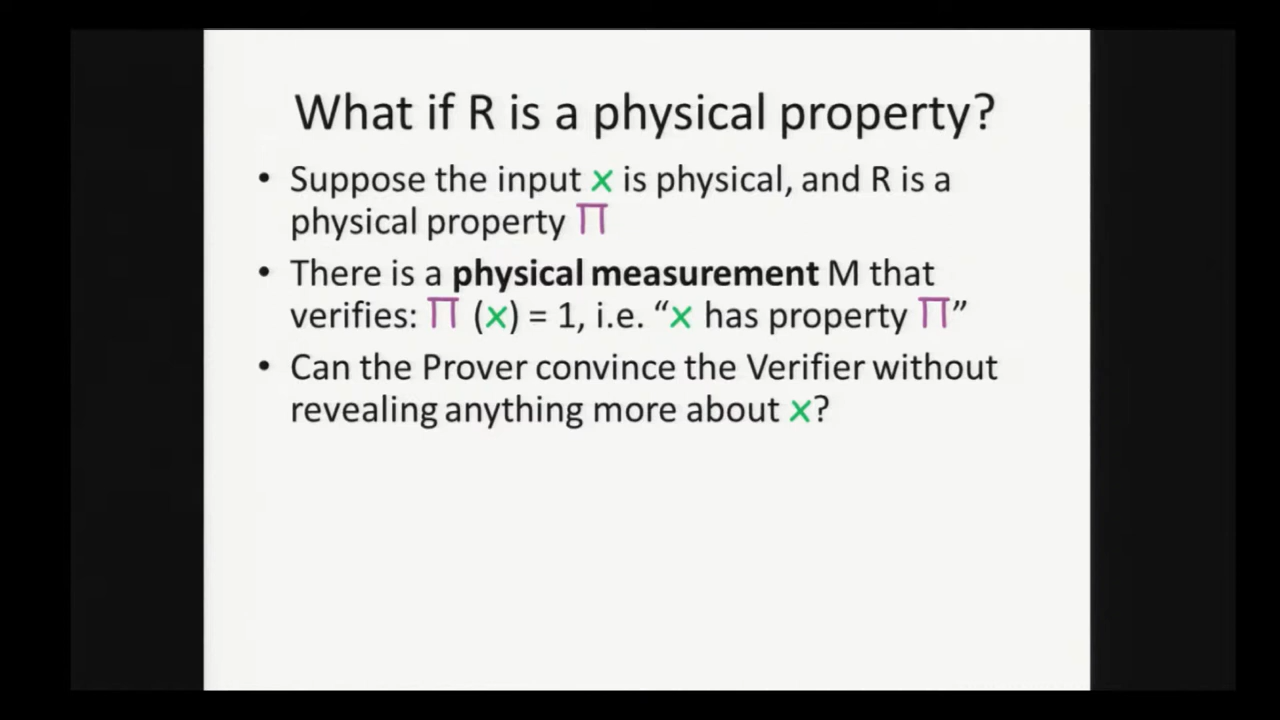 What if R is a physical property?
• Suppose the input x is physical, and R is a
physical property Π
• There is a physical measurement M that
verifies: Π (x) = 1, i.e. “x has property Π”
• Can the Prover convince the Verifier without
revealing anything more about x?